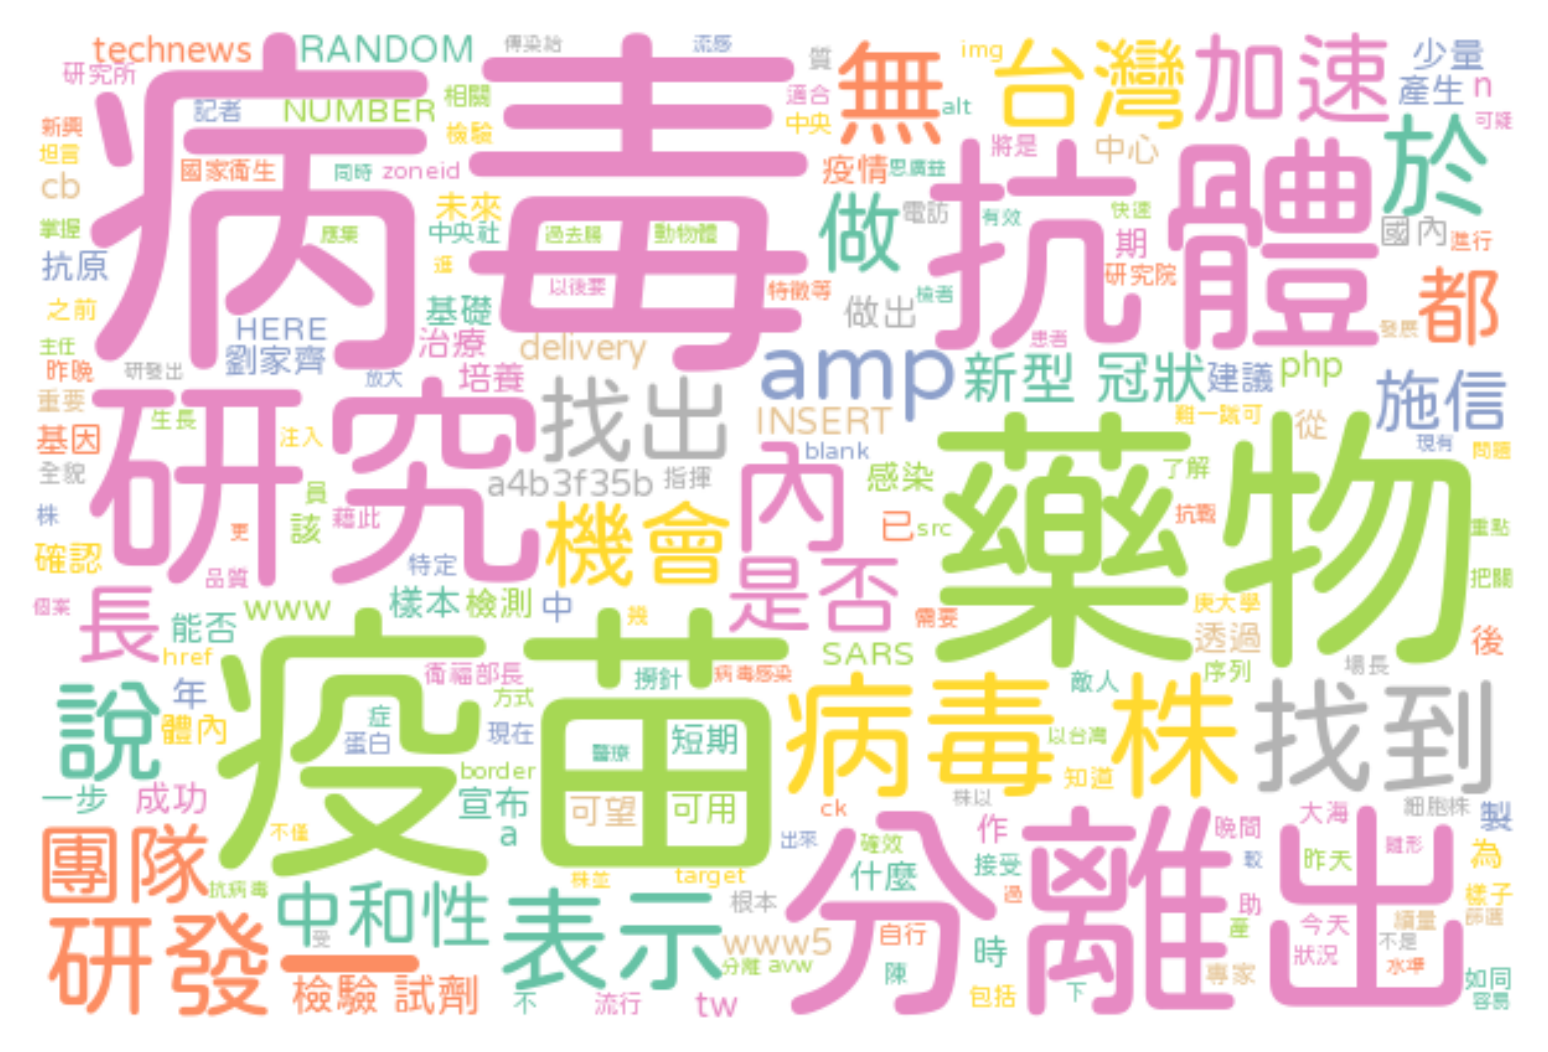 technews
RANDOM
傳染給
流感
質
無
img
台灣
加速
少量
研究所
記者
NUMBER
相關
適合
alt
產生
n
病毒
新興
坦言
檢驗
中央
可能
國家衛生
同時
zoneid
疫情
思廣益
將是
中心
抗體
於
cb
未來
做
電訪
有效
快速
掌握
應集
中央社
過去腸
動物體
期
國內
進行
抗原
逛
以後要
特徵等
檢者
研究院
之前
HERE
基礎
做出
都
主任
劉家齊
治療
delivery
患者
發展
昨晚
研發出
放大
培養
amp
新型 冠狀
建議
php
重要
生長
研究
找出
INSERT
施信
基因
注入
blank
從
現有
問題
全貌
a4b3f35b
指揮
內
感染
藥物
了解
株
員
該
藉此
機會
已
src
抗戰
重點
更
確認
品質
特定
是否
把關
個案
長
能否
www
樣本
檢測
中
幾
需要
庚大學
href
SARS
透過
後
疫苗
衛福部長
撈針
病毒感染
敵人
序列
場長
說
年
方式
病毒株
找到
體內
症
蛋白
現在
醫療
短期
以台灣
border
知道
一步
成功
宣布
可望
可用
ck
株以
大海
細胞株
製
團隊
不僅
a
出來
確效
作
晚間
雛形
為
抗病毒
株並
target
什麼
接受
分離出
較
昨天
樣子
研發
中和性
受
表示
根本
過
助
今天
www5
自行
時
產
狀況
不是
水準
檢驗 試劑
分離
avw
陳
專家
如同
不
流行
tw
包括
下
容易